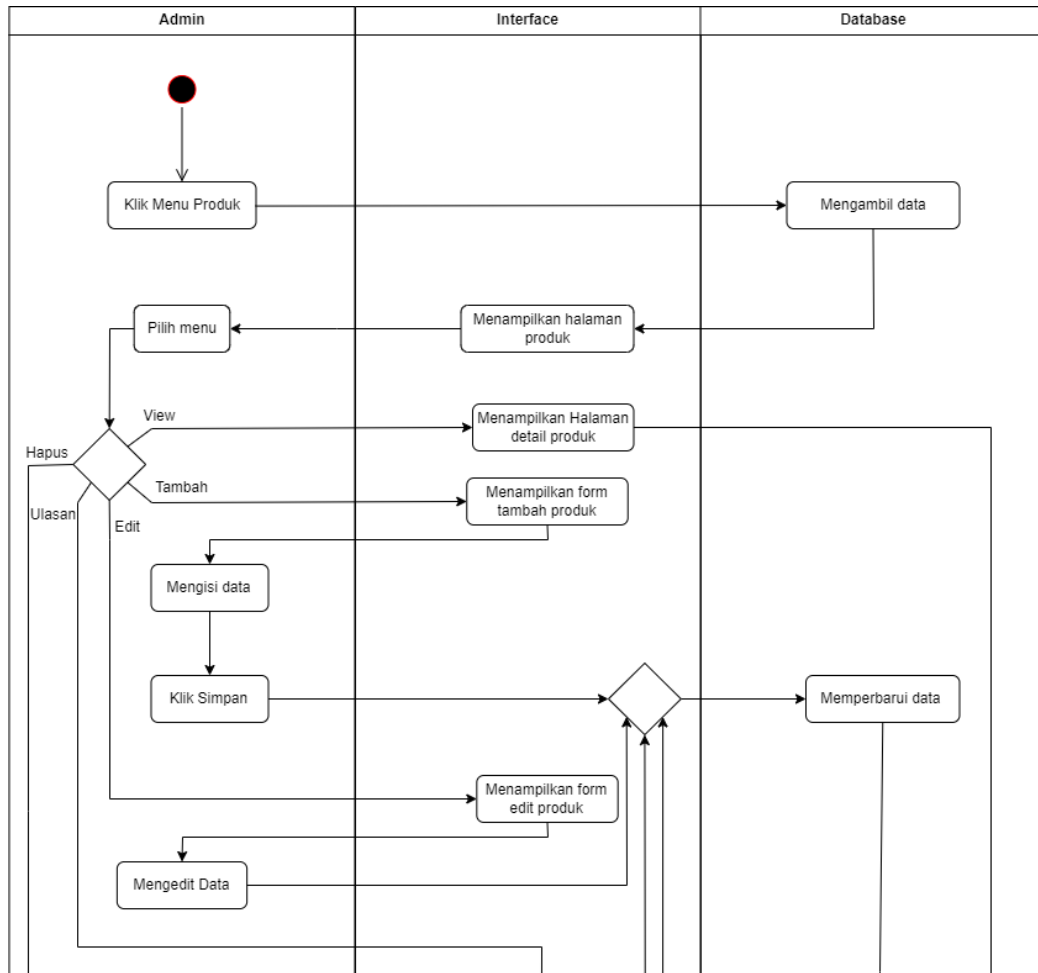 Admin
Interface
Database
Klik Menu Produk
Mengambil data
Pilih menu
Menampilkan halaman
produk
View
Menampilkan Halaman
detail produk
Hapus
Tambah
Menampilkan form
tambah produk
Ulasan
Edit
Mengisi data
Klik Simpan
Memperbarui data
Menampilkan form
edit produk
Mengedit Data